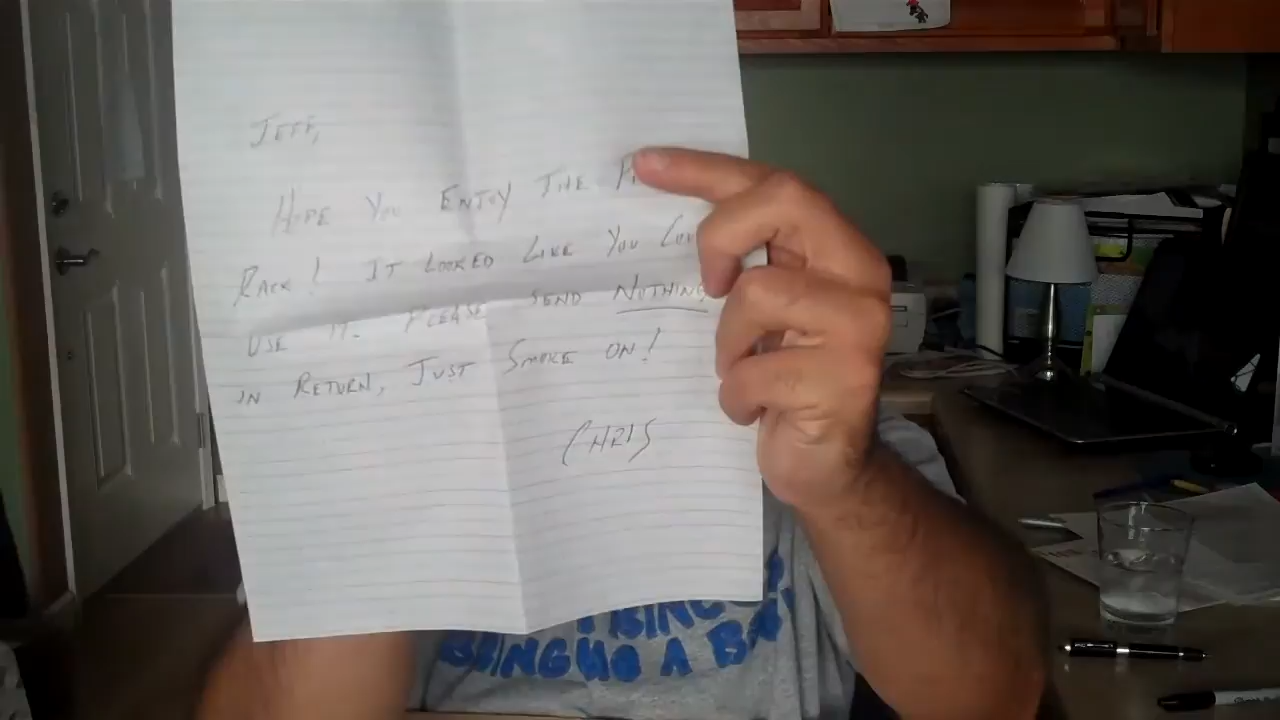 JEFF,
HOPE YOU ENJOY THE
RACK! IT LOOKED LIKE YOU
USE IT. PLEASE SEND NOTHING
IN RETURN, JUST SMOKE ON!
CHRIS
A